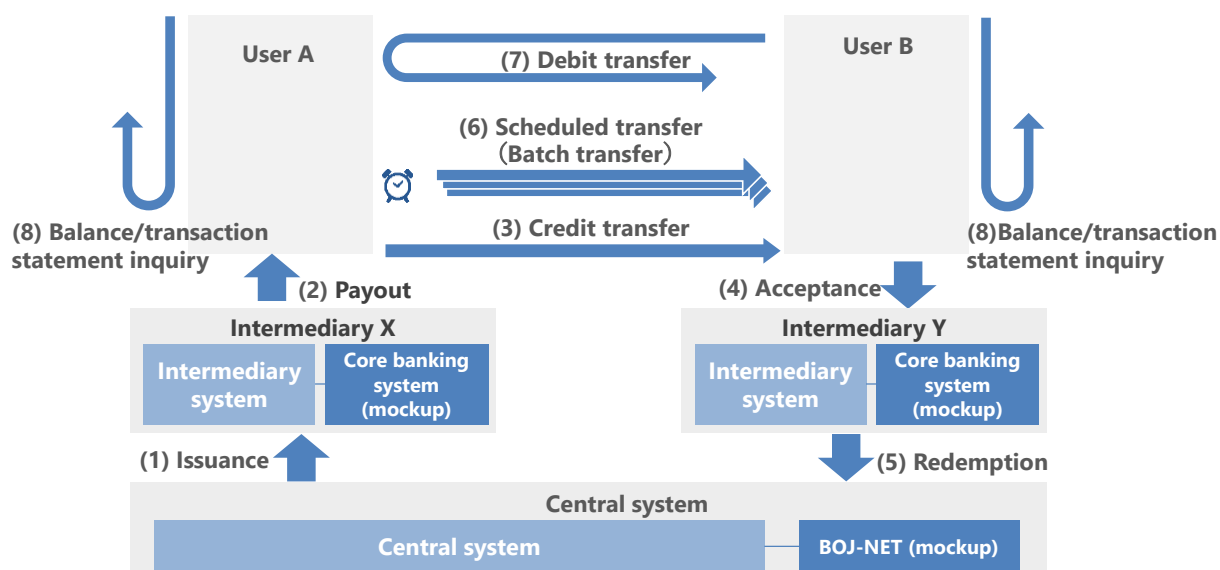 User A
User B
(7) Debit transfer
(6) Scheduled transfer
（Batch transfer）
(3) Credit transfer
(8) Balance/transaction
statement inquiry
(8)Balance/transaction
statement inquiry
(2) Payout
(4) Acceptance
Intermediary X
Intermediary
system
Core banking
system
(mockup)
Intermediary Y
Intermediary
system
Core banking
system
(mockup)
(1) Issuance
(5) Redemption
Central system
Central system
BOJ-NET (mockup)